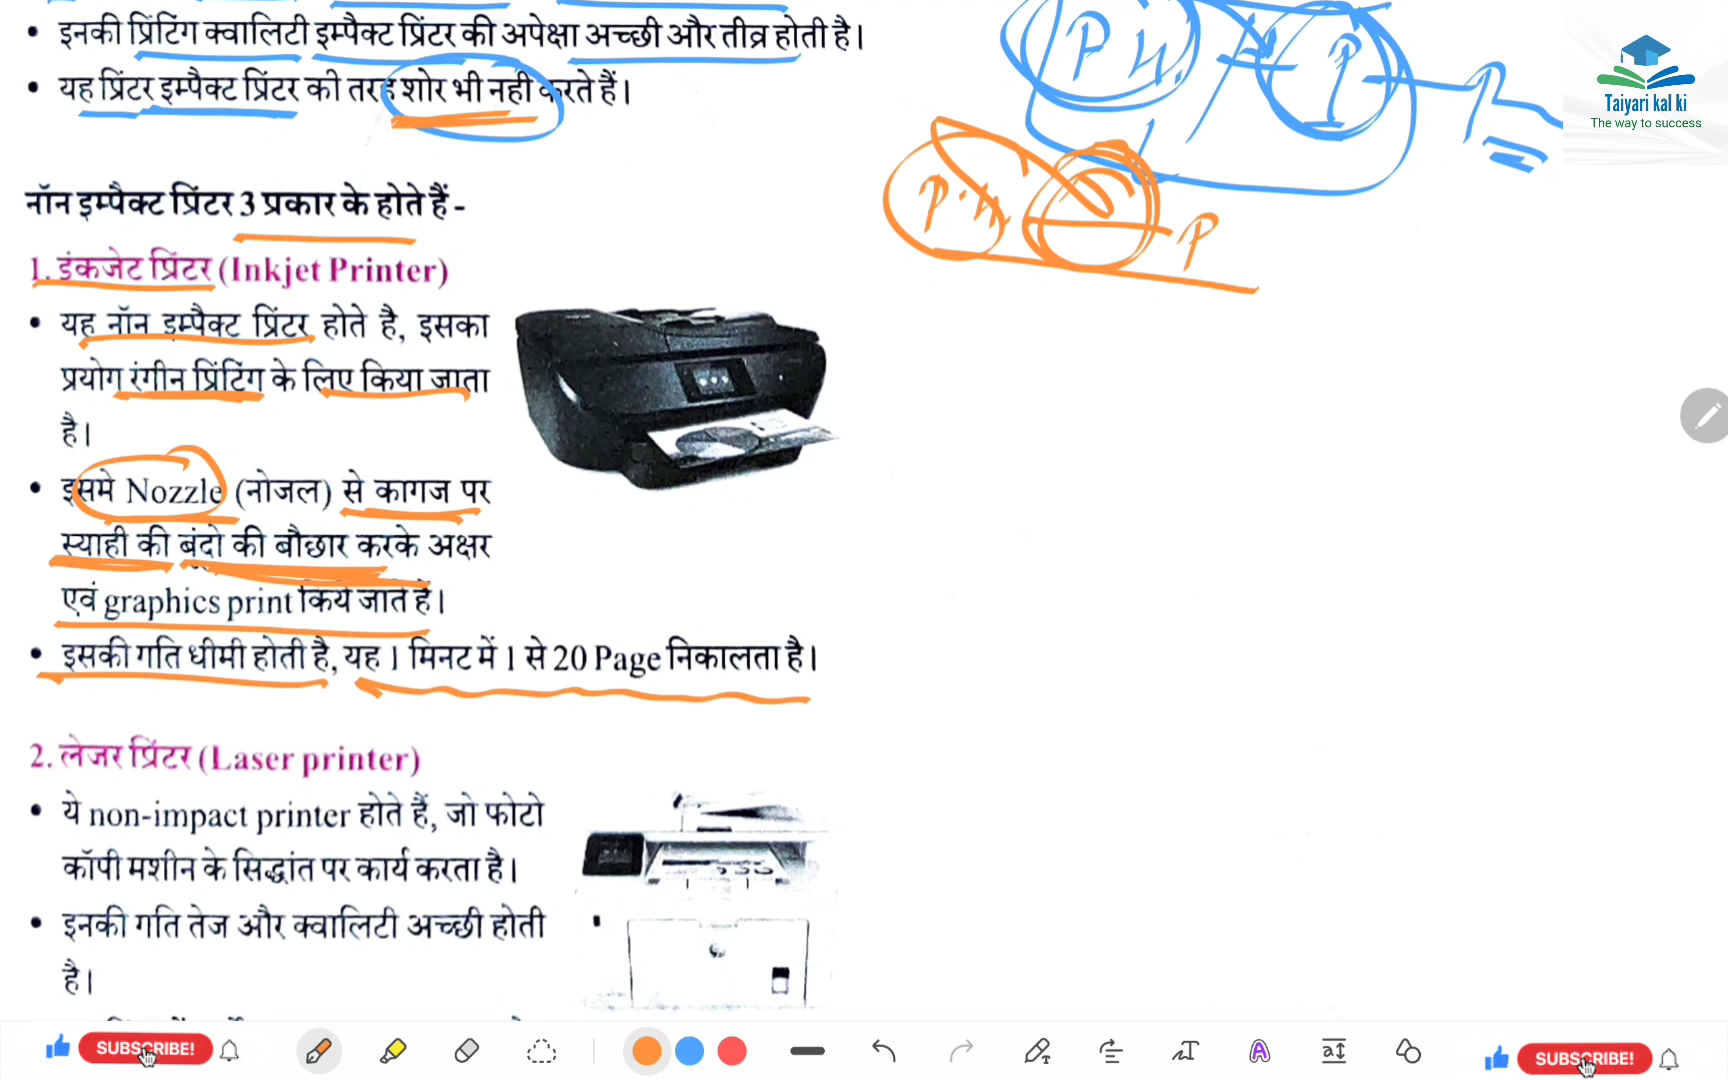 • इनकी प्रिंटिंग क्वालिटी इम्पैक्ट प्रिंटर की अपेक्षा अच्छी और तीव्र होती है।
• यह प्रिंटर इम्पैक्ट प्रिंटर की तरह शोर भी नही करते हैं।
P H.
P
P
Taiyari kal ki
The way to success
नॉन इम्पैक्ट प्रिंटर 3 प्रकार के होते हैं -
P.H
P
1. इंकजेट प्रिंटर (Inkjet Printer)
• यह नॉन इम्पैक्ट प्रिंटर होते है, इसका
प्रयोग रंगीन प्रिंटिंग के लिए किया जाता
है।
• इसमे Nozzle (नोजल) से कागज पर
स्याही की बूंदो की बौछार करके अक्षर
एवं graphics print किये जाते हैं।
• इसकी गति धीमी होती है, यह 1 मिनट में 1 से 20 Page निकालता है।
2. लेजर प्रिंटर (Laser printer)
• ये non-impact printer होते हैं, जो फोटो
कॉपी मशीन के सिद्धांत पर कार्य करता है।
• इनकी गति तेज और क्वालिटी अच्छी होती
है।
SUBSCRIBE!
SUBSCRIBE!